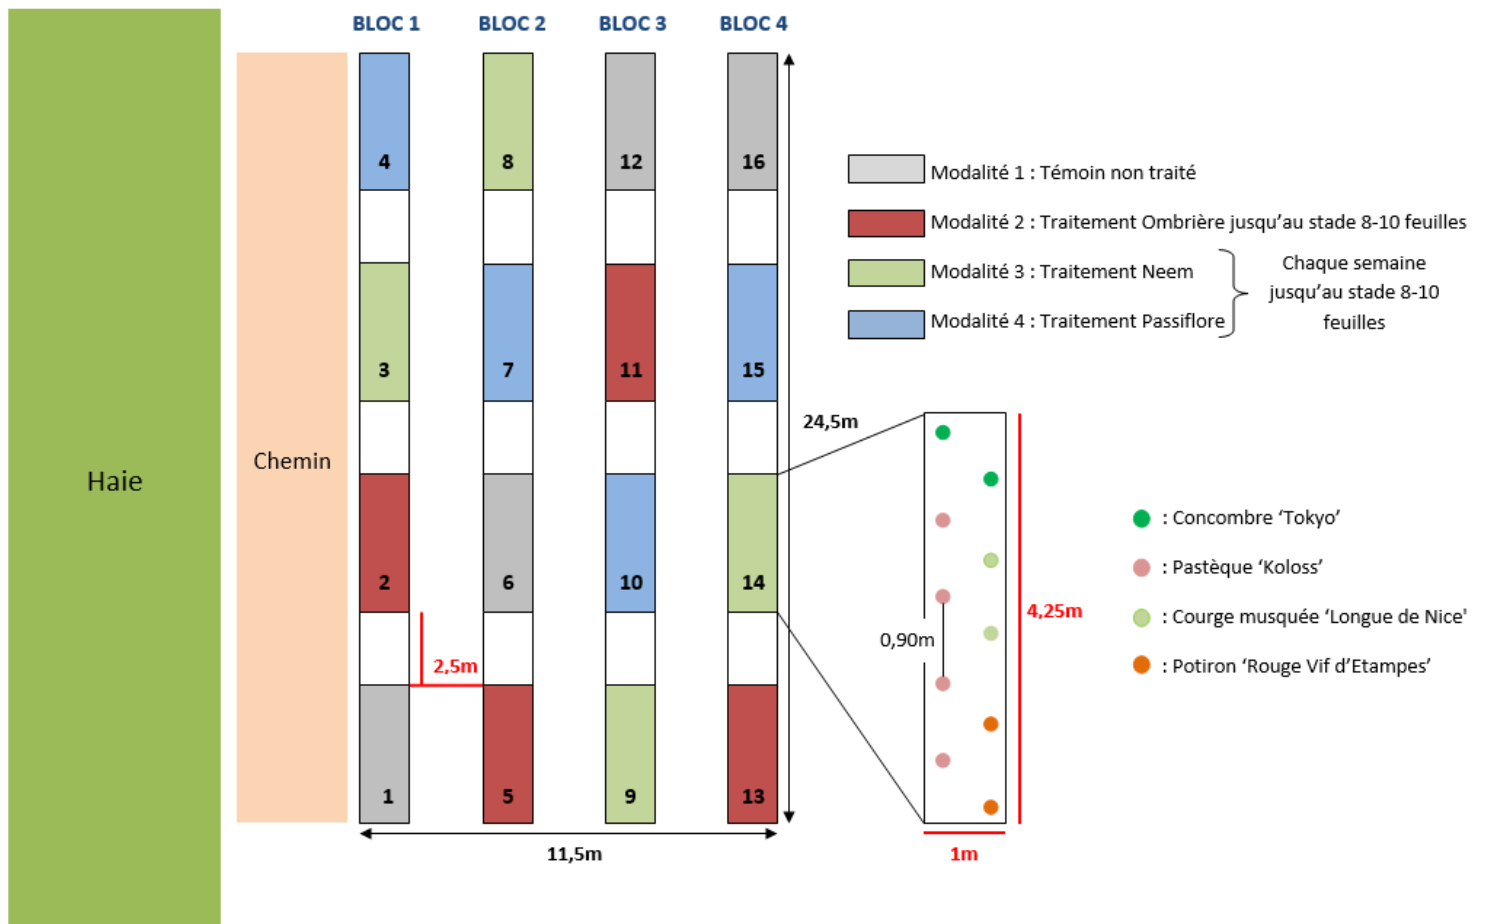 BLOC 1
BLOC 2
BLOC 3
BLOC 4
Haie
Chemin
4
8
12
16
3
7
11
15
2
6
10
14
1
5
9
13
2,5m
11,5m
24,5m
Modalité 1 : Témoin non traité
Modalité 2 : Traitement Ombrière jusqu'au stade 8-10 feuilles
Modalité 3 : Traitement Neem
Modalité 4 : Traitement Passiflore
Chaque semaine
jusqu'au stade 8-10
feuilles
0,90m
4,25m
1m
: Concombre ‘Tokyo’
: Pastèque ‘Koloss’
: Courge musquée ‘Longue de Nice'
: Potiron ‘Rouge Vif d’Etampes’